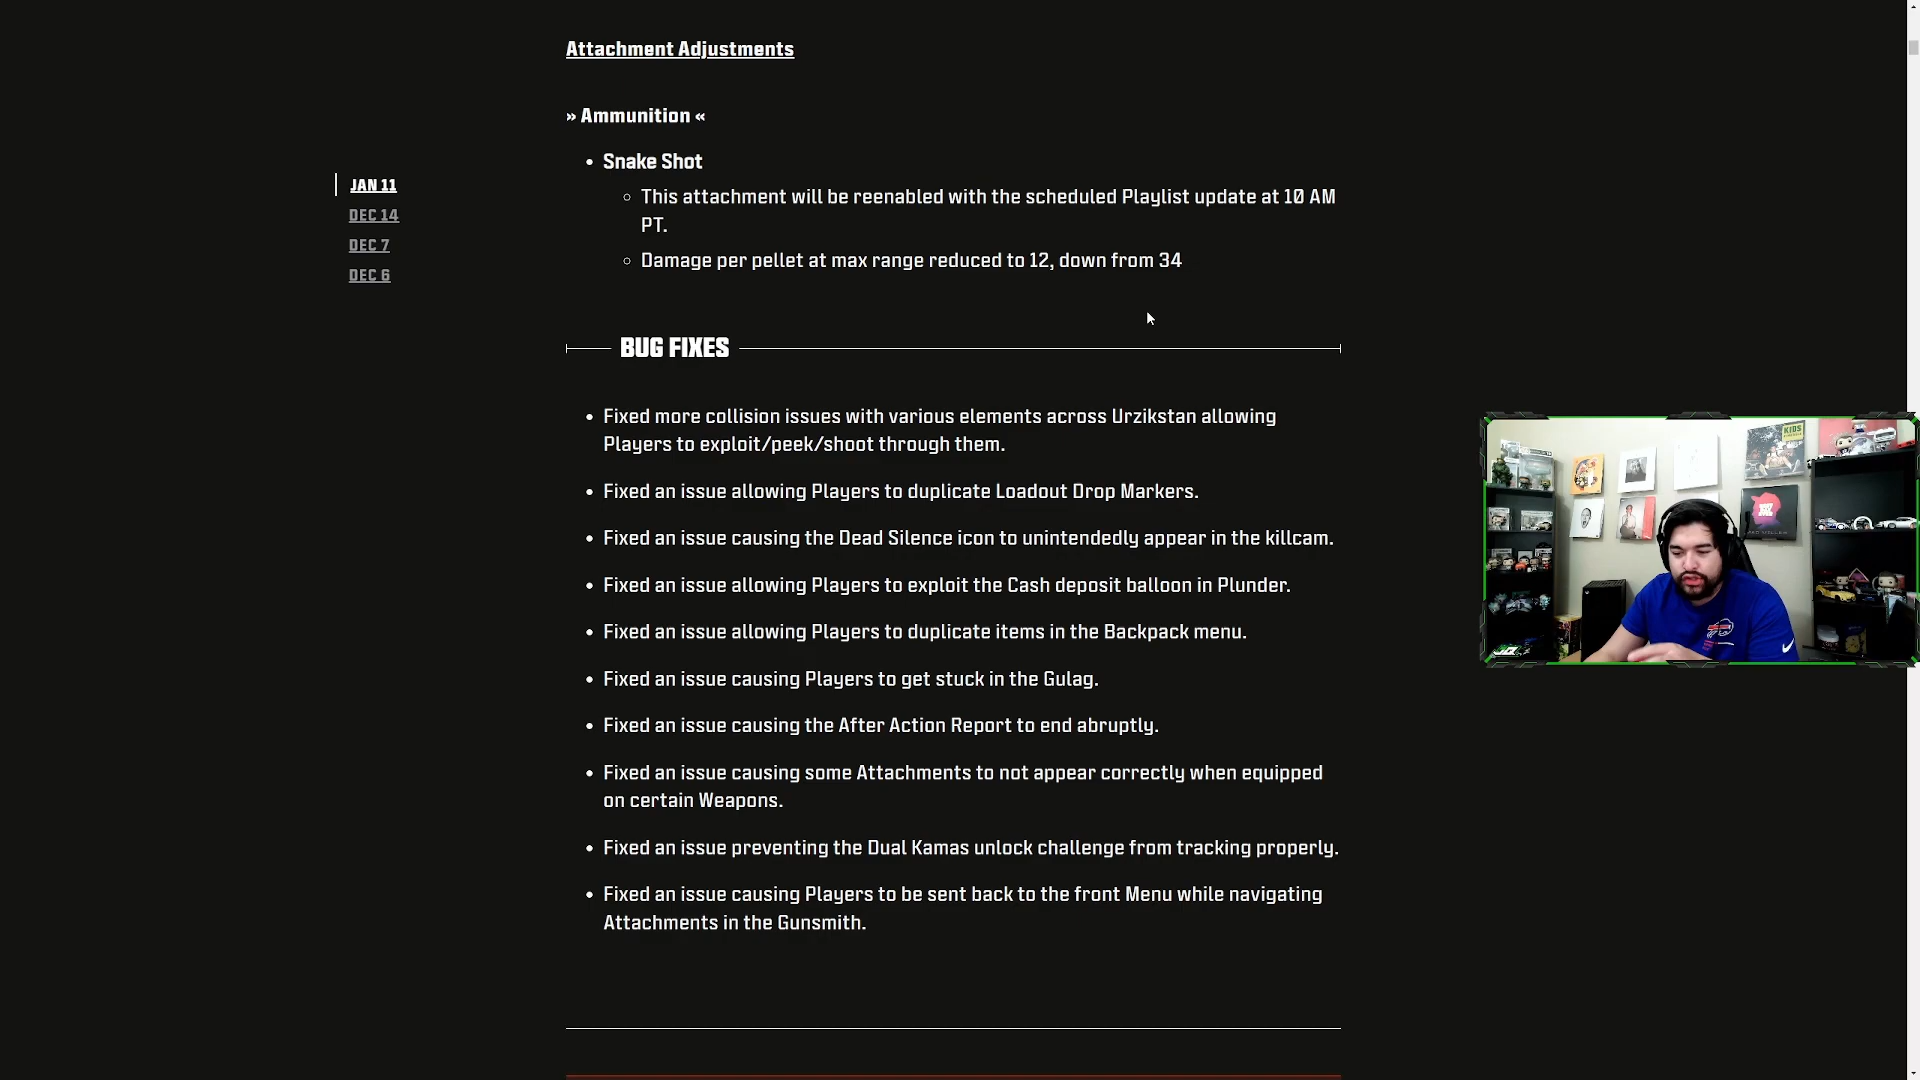 Attachment Adjustments
» Ammunition «
• Snake Shot
◦ This attachment will be reenabled with the scheduled Playlist update at 10 AM
PT.
◦ Damage per pellet at max range reduced to 12, down from 34
JAN 11
DEC 14
DEC 7
DEC 6
BUG FIXES
• Fixed more collision issues with various elements across Urzikstan allowing
Players to exploit/peek/shoot through them.
• Fixed an issue allowing Players to duplicate Loadout Drop Markers.
• Fixed an issue causing the Dead Silence icon to unintendedly appear in the killcam.
• Fixed an issue allowing Players to exploit the Cash deposit balloon in Plunder.
• Fixed an issue allowing Players to duplicate items in the Backpack menu.
• Fixed an issue causing Players to get stuck in the Gulag.
• Fixed an issue causing the After Action Report to end abruptly.
• Fixed an issue causing some Attachments to not appear correctly when equipped
on certain Weapons.
• Fixed an issue preventing the Dual Kamas unlock challenge from tracking properly.
• Fixed an issue causing Players to be sent back to the front Menu while navigating
Attachments in the Gunsmith.
KIDS